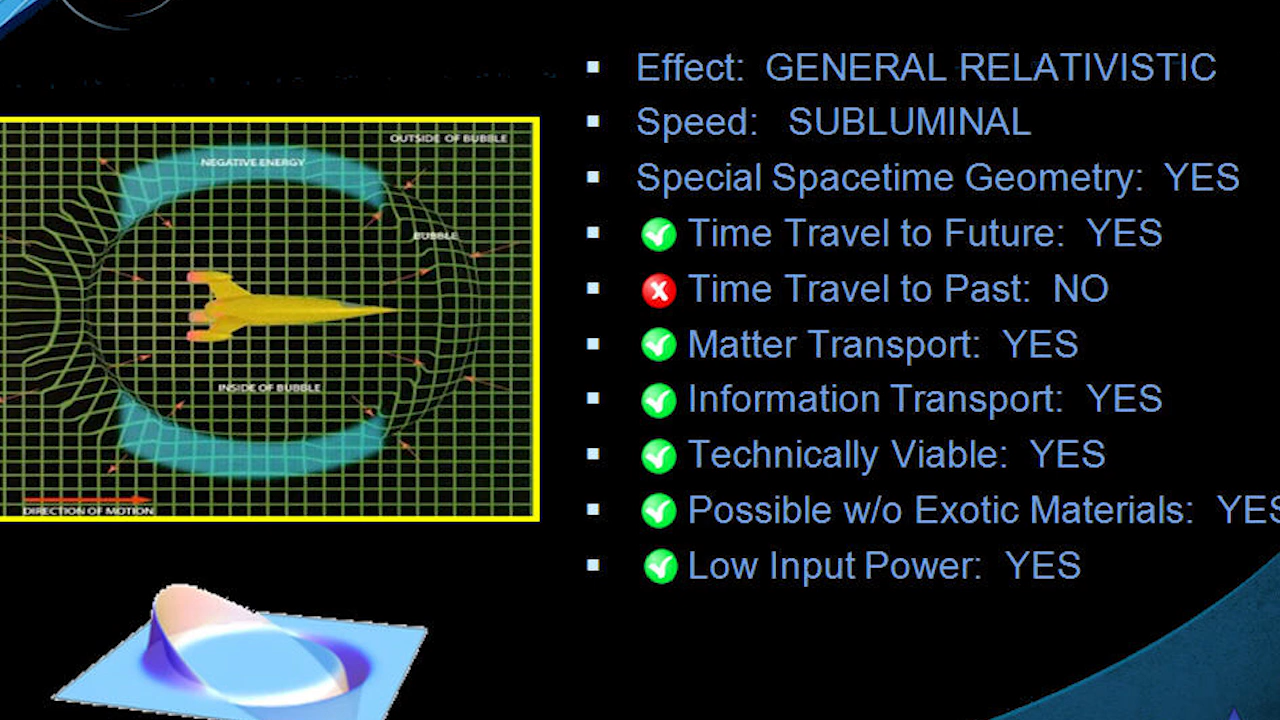 Effect: GENERAL RELATIVISTIC
Speed: SUBLUMINAL
Special Spacetime Geometry: YES
Time Travel to Future: YES
Time Travel to Past: NO
Matter Transport: YES
Information Transport: YES
Technically Viable: YES
Possible w/o Exotic Materials: YES
Low Input Power: YES
OUTSIDE OF BUBBLE
NEGATIVE ENERGY
BUBBLE
INSIDE OF BUBBLE
DIRECTION OF MOTION